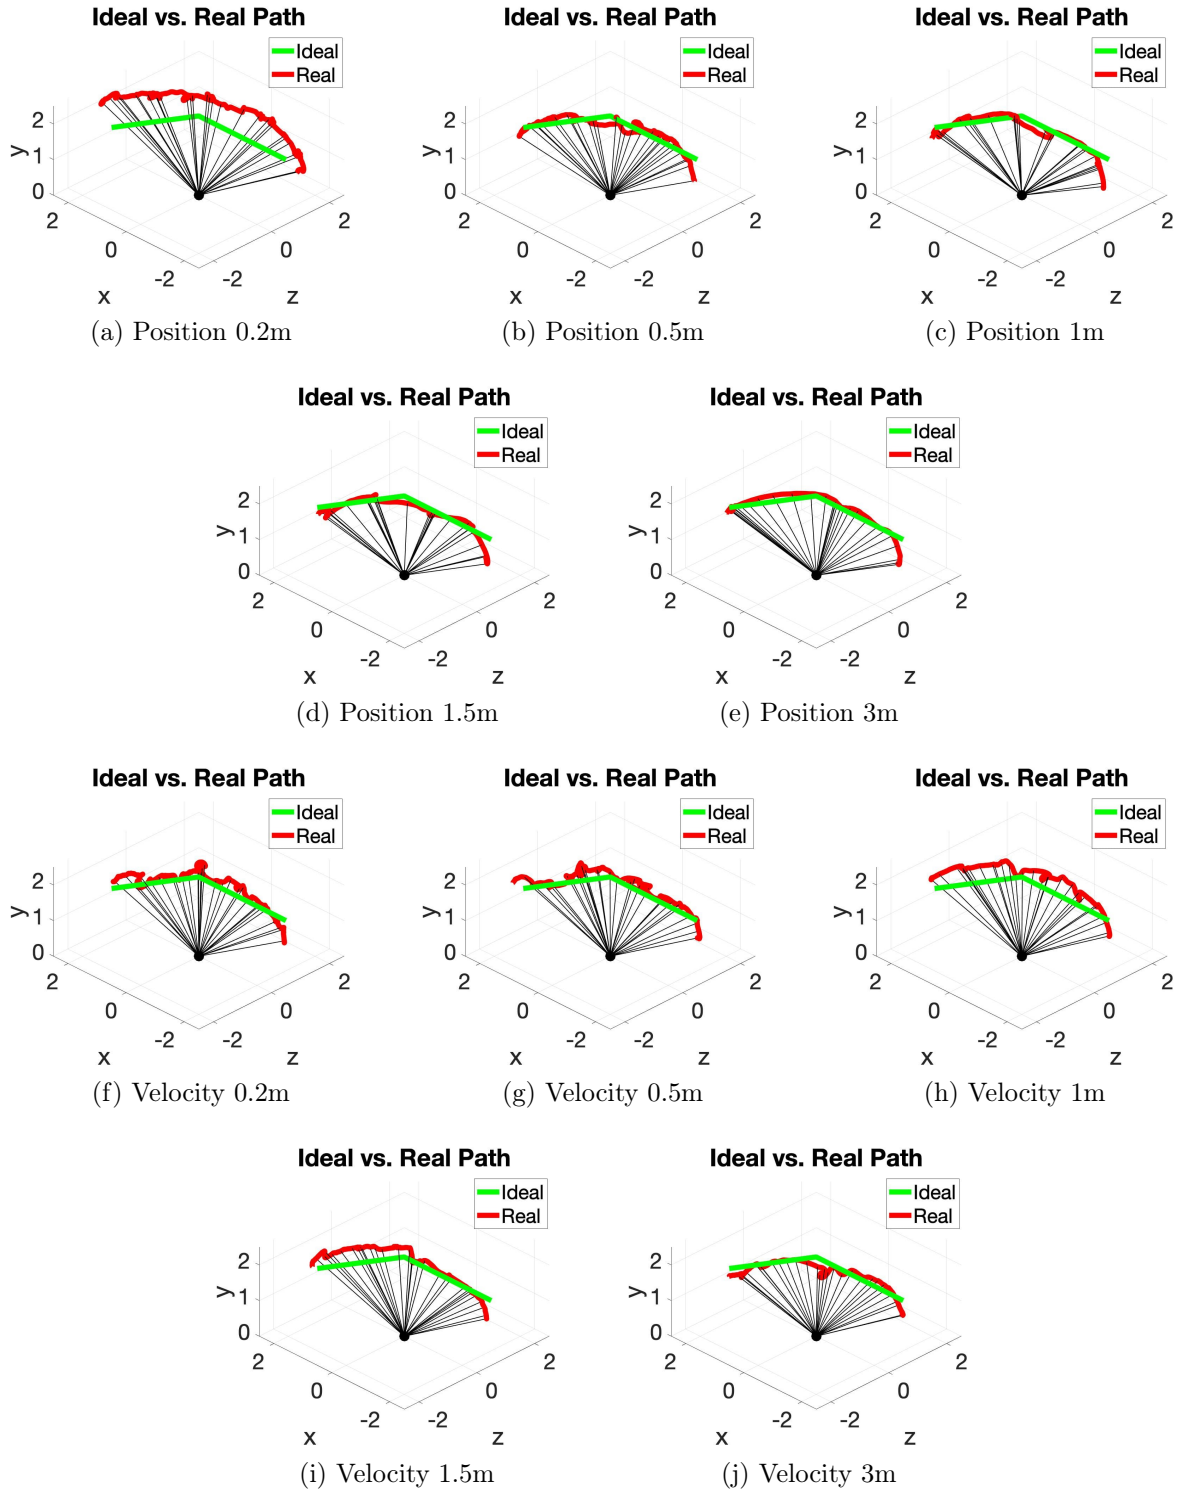 Ideal vs. Real Path Ideal vs. Real Path Ideal vs. Real Path
Ideal Ideal Ideal
Real Real Real
2 2 2
y 1 y 1 y 1
0 0 0
2 2 2 2 2 2
0 0 0 0 0 0
-2 -2 -2 -2 -2 -2
x z x z x z
(a) Position 0.2m (b) Position 0.5m (c) Position 1m
Ideal vs. Real Path Ideal vs. Real Path
Ideal Ideal
Real Real
2 2
y 1 y 1
0 0
2 2 2 2
0 0 0 0
-2 -2 -2 -2
x z x z
(d) Position 1.5m (e) Position 3m
Ideal vs. Real Path Ideal vs. Real Path Ideal vs. Real Path
Ideal Ideal Ideal
Real Real Real
2 2 2
y 1 y 1 y 1
0 0 0
2 2 2 2 2 2
0 0 0 0 0 0
-2 -2 -2 -2 -2 -2
x z x z x z
(f) Velocity 0.2m (g) Velocity 0.5m (h) Velocity 1m
Ideal vs. Real Path Ideal vs. Real Path
Ideal Ideal
Real Real
2 2
y 1 y 1
0 0
2 2 2 2
0 0 0 0
-2 -2 -2 -2
x z x z
(i) Velocity 1.5m (j) Velocity 3m